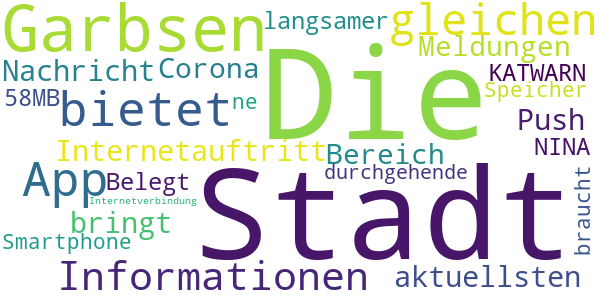 Garbsen
langsamer
gleichen
Die
Meldungen
Nachricht
Corona
KATWARN
58MB
bietet
ne
Speicher
Push
Internetauftritt
Bereich
NINA
App
Belegt
Stadt
durchgehende
braucht
Internetverbindung
bringt
Smartphone
Informationen
aktuellsten